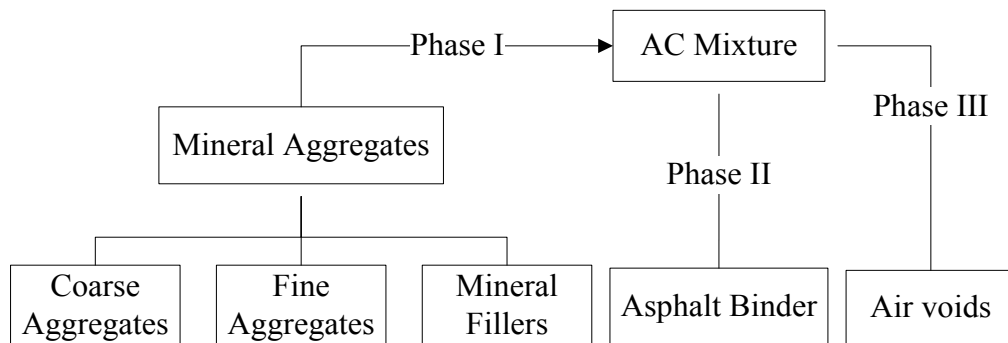 Phase I
AC Mixture
Phase III
Mineral Aggregates
Phase II
Coarse
Aggregates
Fine
Aggregates
Mineral
Fillers
Asphalt Binder
Air voids